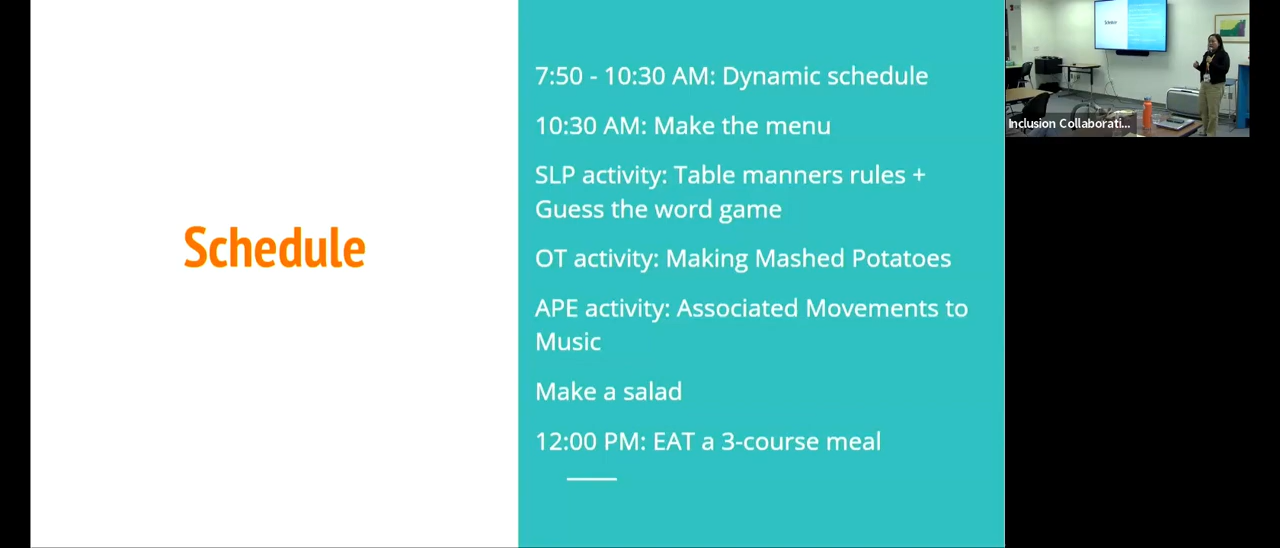 Schedule
7:50 - 10:30 AM: Dynamic schedule
10:30 AM: Make the menu
SLP activity: Table manners rules +
Guess the word game
OT activity: Making Mashed Potatoes
APE activity: Associated Movements to
Music
Make a salad
12:00 PM: EAT a 3-course meal
Inclusion Collaborati...
Schedule